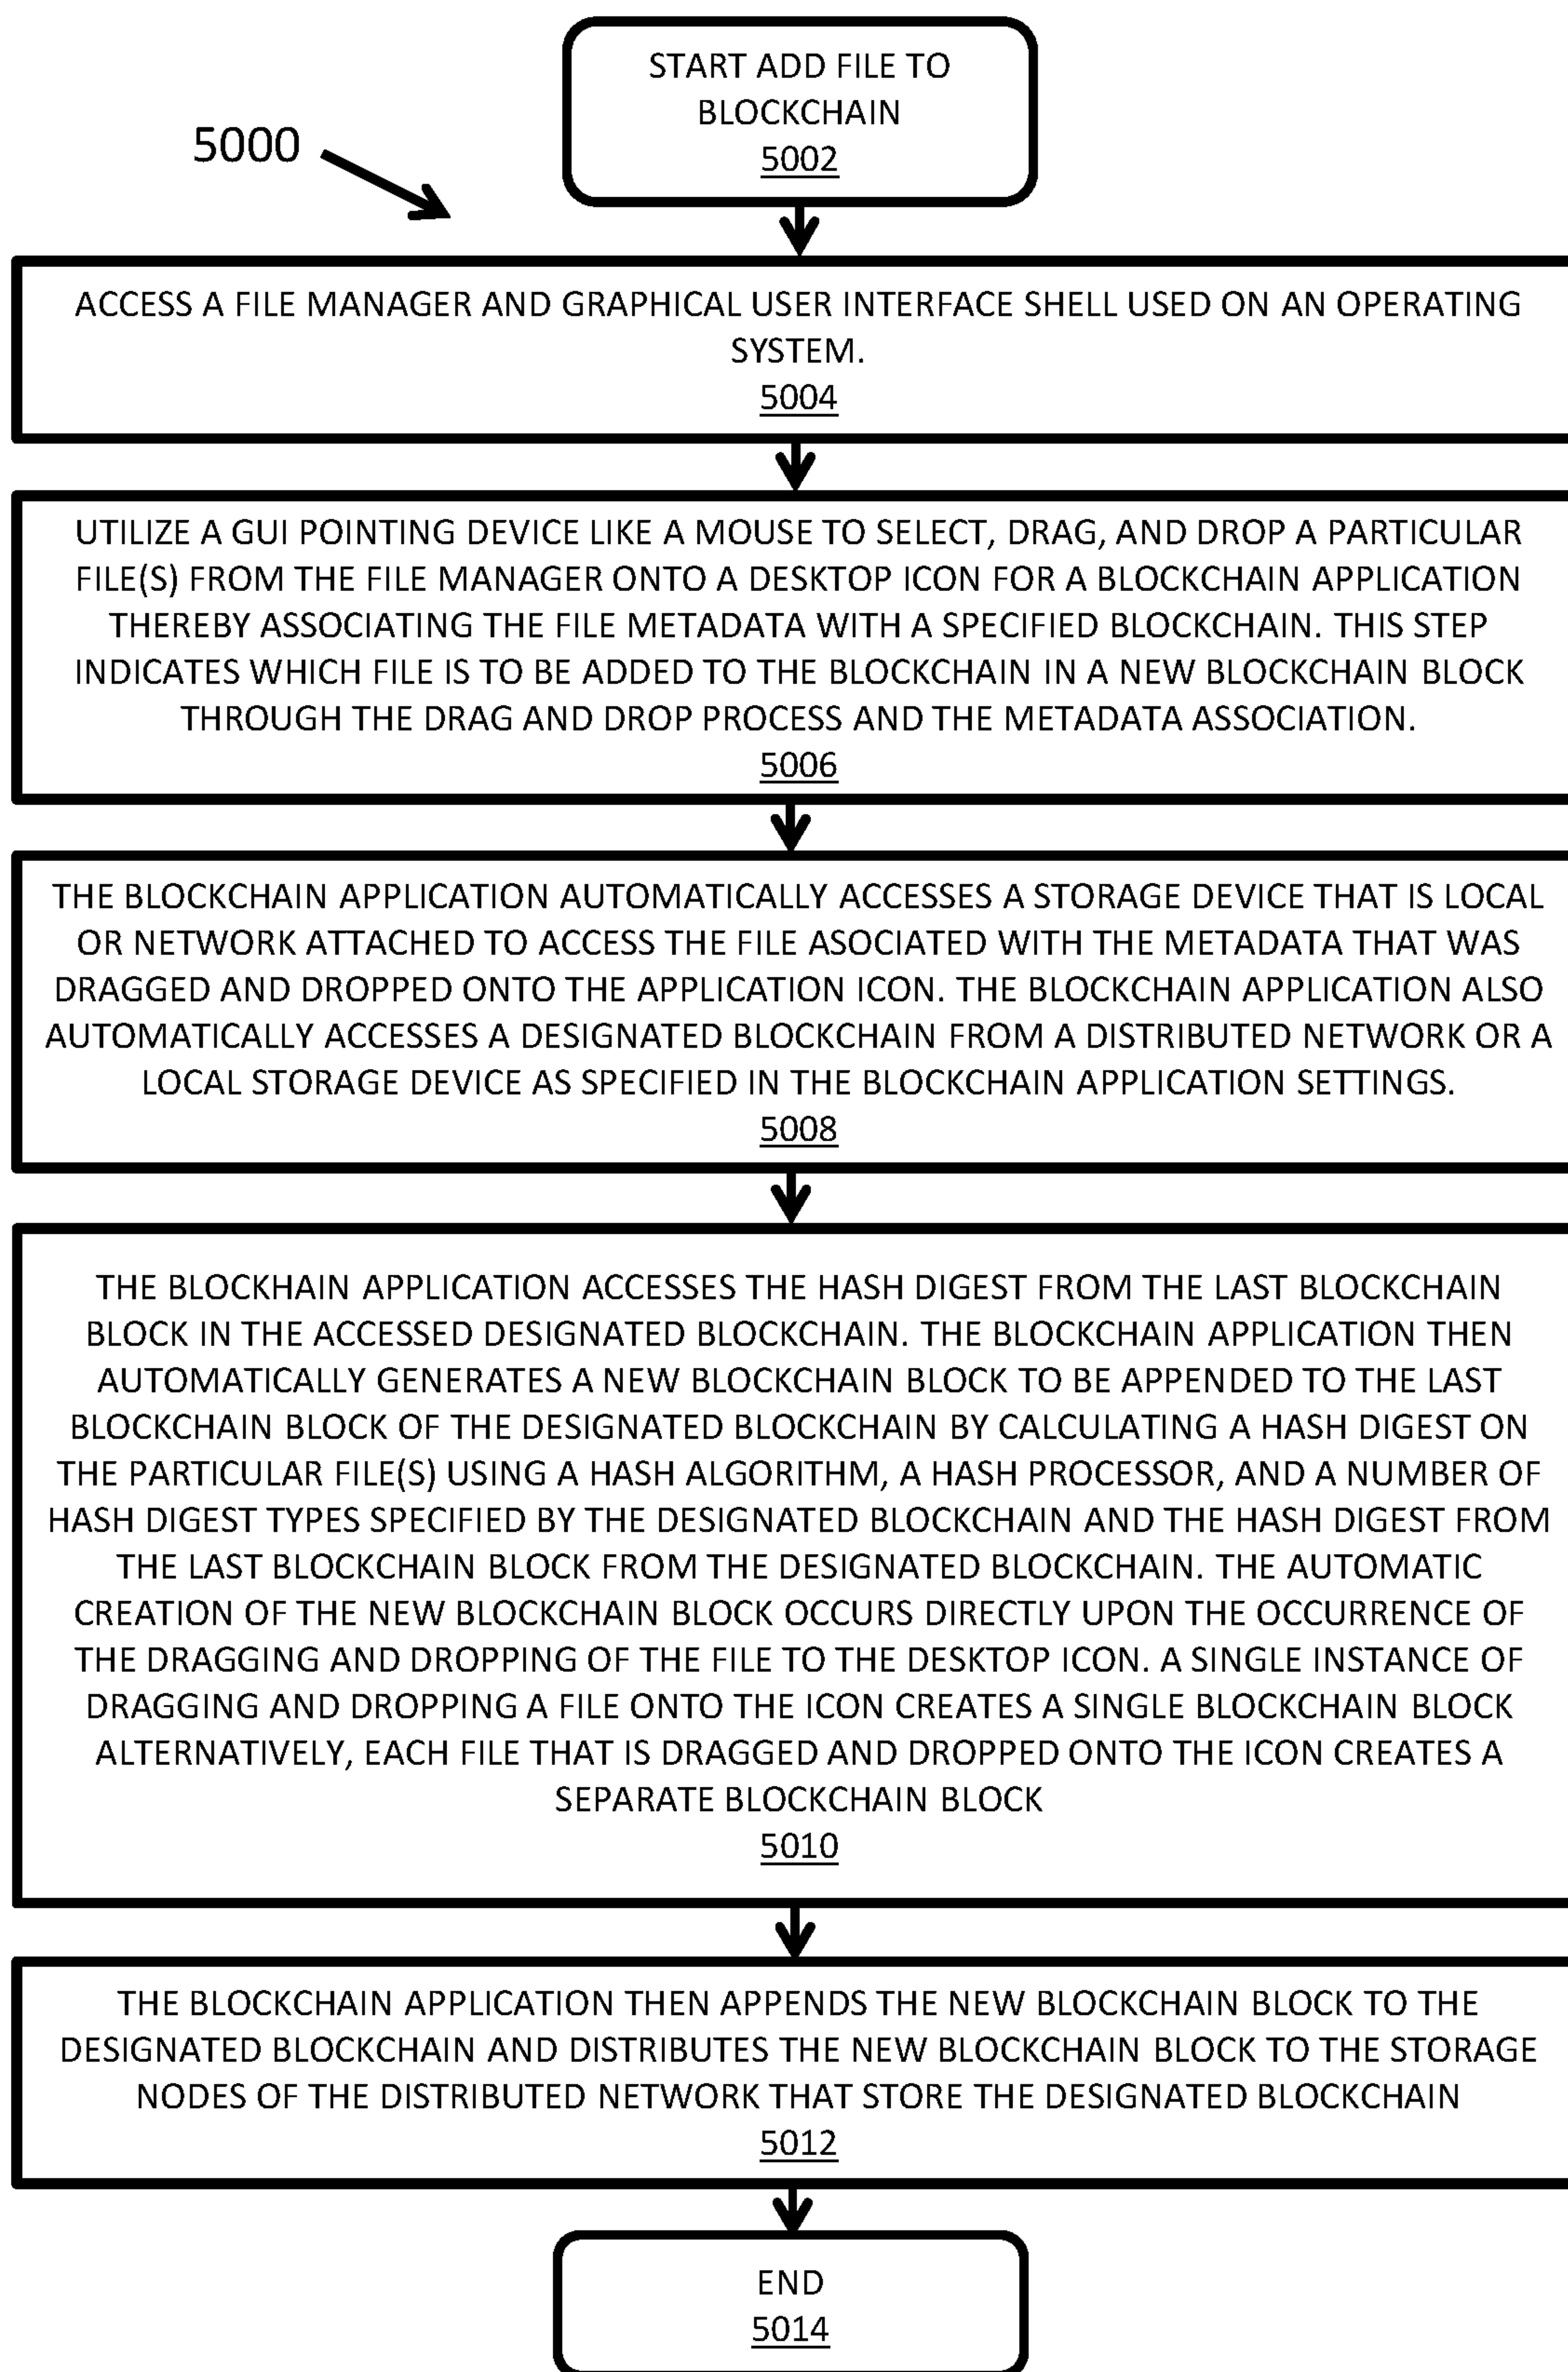 START ADD FILE TO
BLOCKCHAIN
5002
5000
ACCESS A FILE MANAGER AND GRAPHICAL USER INTERFACE SHELL USED ON AN OPERATING
SYSTEM.
5004
UTILIZE A GUI POINTING DEVICE LIKE A MOUSE TO SELECT, DRAG, AND DROP A PARTICULAR
FILE(S) FROM THE FILE MANAGER ONTO A DESKTOP ICON FOR A BLOCKCHAIN APPLICATION
THEREBY ASSOCIATING THE FILE METADATA WITH A SPECIFIED BLOCKCHAIN. THIS STEP
INDICATES WHICH FILE IS TO BE ADDED TO THE BLOCKCHAIN IN A NEW BLOCKCHAIN BLOCK
THROUGH THE DRAG AND DROP PROCESS AND THE METADATA ASSOCIATION.
5006
THE BLOCKCHAIN APPLICATION AUTOMATICALLY ACCESSES A STORAGE DEVICE THAT IS LOCAL
OR NETWORK ATTACHED TO ACCESS THE FILE ASOCIATED WITH THE METADATA THAT WAS
DRAGGED AND DROPPED ONTO THE APPLICATION ICON. THE BLOCKCHAIN APPLICATION ALSO
AUTOMATICALLY ACCESSES A DESIGNATED BLOCKCHAIN FROM A DISTRIBUTED NETWORK OR A
LOCAL STORAGE DEVICE AS SPECIFIED IN THE BLOCKCHAIN APPLICATION SETTINGS.
5008
THE BLOCKHAIN APPLICATION ACCESSES THE HASH DIGEST FROM THE LAST BLOCKCHAIN
BLOCK IN THE ACCESSED DESIGNATED BLOCKCHAIN. THE BLOCKCHAIN APPLICATION THEN
AUTOMATICALLY GENERATES A NEW BLOCKCHAIN BLOCK TO BE APPENDED TO THE LAST
BLOCKCHAIN BLOCK OF THE DESIGNATED BLOCKCHAIN BY CALCULATING A HASH DIGEST ON
THE PARTICULAR FILE(S) USING A HASH ALGORITHM, A HASH PROCESSOR, AND A NUMBER OF
HASH DIGEST TYPES SPECIFIED BY THE DESIGNATED BLOCKCHAIN AND THE HASH DIGEST FROM
THE LAST BLOCKCHAIN BLOCK FROM THE DESIGNATED BLOCKCHAIN. THE AUTOMATIC
CREATION OF THE NEW BLOCKCHAIN BLOCK OCCURS DIRECTLY UPON THE OCCURRENCE OF
THE DRAGGING AND DROPPING OF THE FILE TO THE DESKTOP ICON. A SINGLE INSTANCE OF
DRAGGING AND DROPPING A FILE ONTO THE ICON CREATES A SINGLE BLOCKCHAIN BLOCK
ALTERNATIVELY, EACH FILE THAT IS DRAGGED AND DROPPED ONTO THE ICON CREATES A
SEPARATE BLOCKCHAIN BLOCK
5010
THE BLOCKCHAIN APPLICATION THEN APPENDS THE NEW BLOCKCHAIN BLOCK TO THE
DESIGNATED BLOCKCHAIN AND DISTRIBUTES THE NEW BLOCKCHAIN BLOCK TO THE STORAGE
NODES OF THE DISTRIBUTED NETWORK THAT STORE THE DESIGNATED BLOCKCHAIN
5012
END
5014